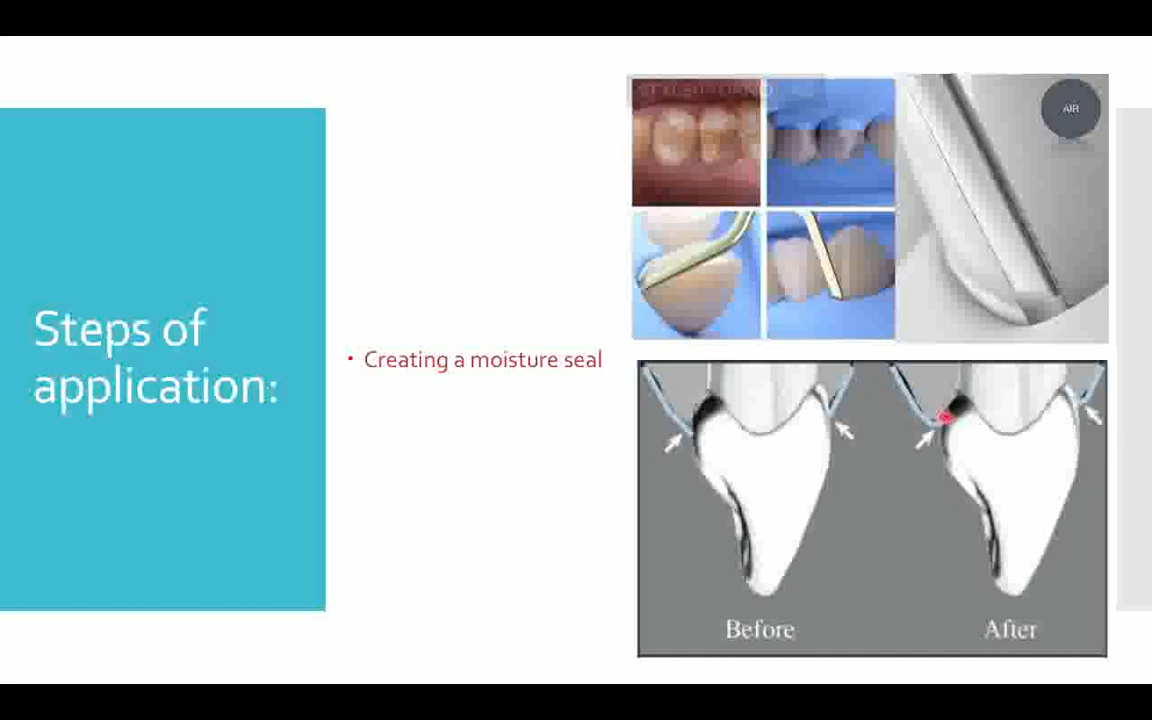 Steps of
application:
• Creating a moisture seal
AIR
Before
After